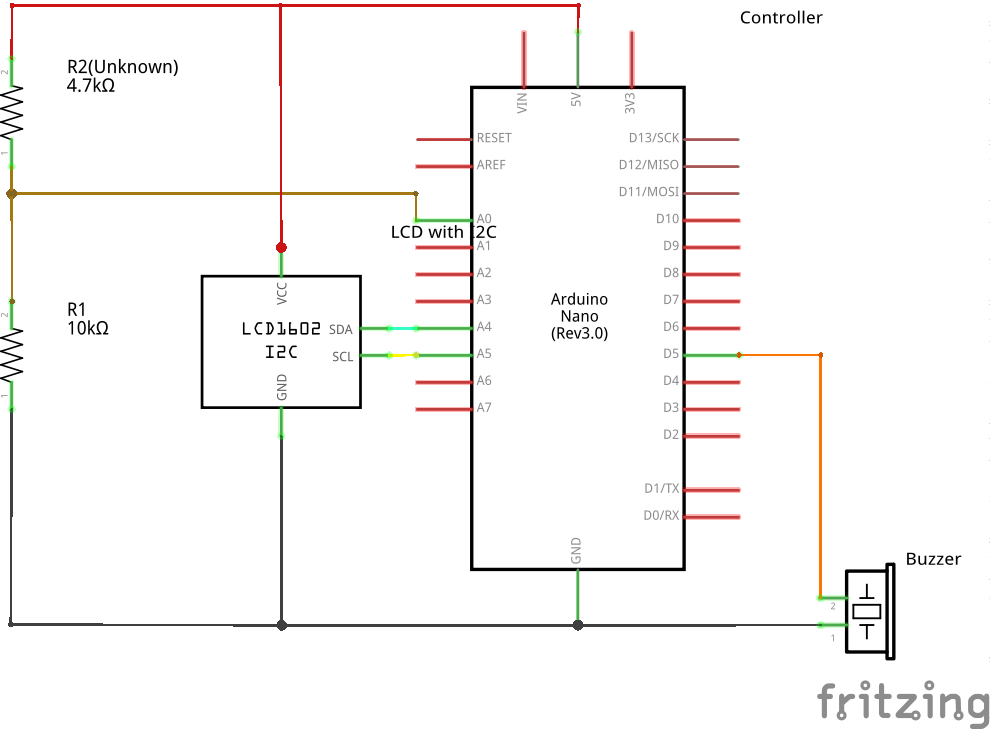 Controller
R2(Unknown)
4.7kΩ
2
1
VIN
5V
3V3
RESET
AREF
A0
LCD with I2C
A1
A2
A3
A4
A5
A6
A7
D13/SCK
D12/MISO
D11/MOSI
D10
D9
D8
D7
D6
D5
D4
D3
D2
D1/TX
D0/RX
GND
Arduino
Nano
(Rev3.0)
VCC
LCD1602
I2C
SDA
SCL
GND
R1
10kΩ
2
1
Buzzer
2
1
fritzing